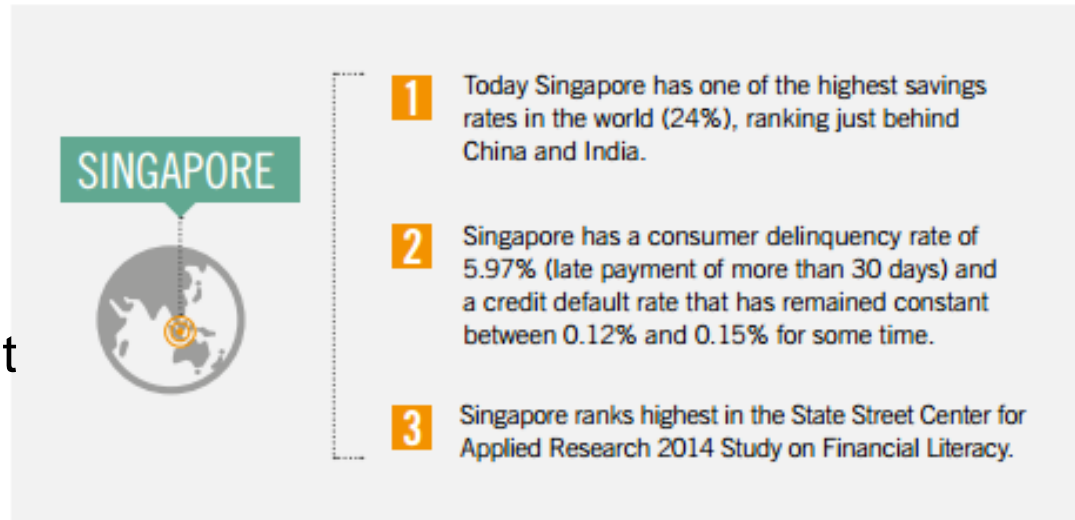 SINGAPORE
t
1
Today Singapore has one of the highest savings
rates in the world (24%), ranking just behind
China and India.
2
Singapore has a consumer delinquency rate of
5.97% (late payment of more than 30 days) and
a credit default rate that has remained constant
between 0.12% and 0.15% for some time.
3
Singapore ranks highest in the State Street Center for
Applied Research 2014 Study on Financial Literacy.